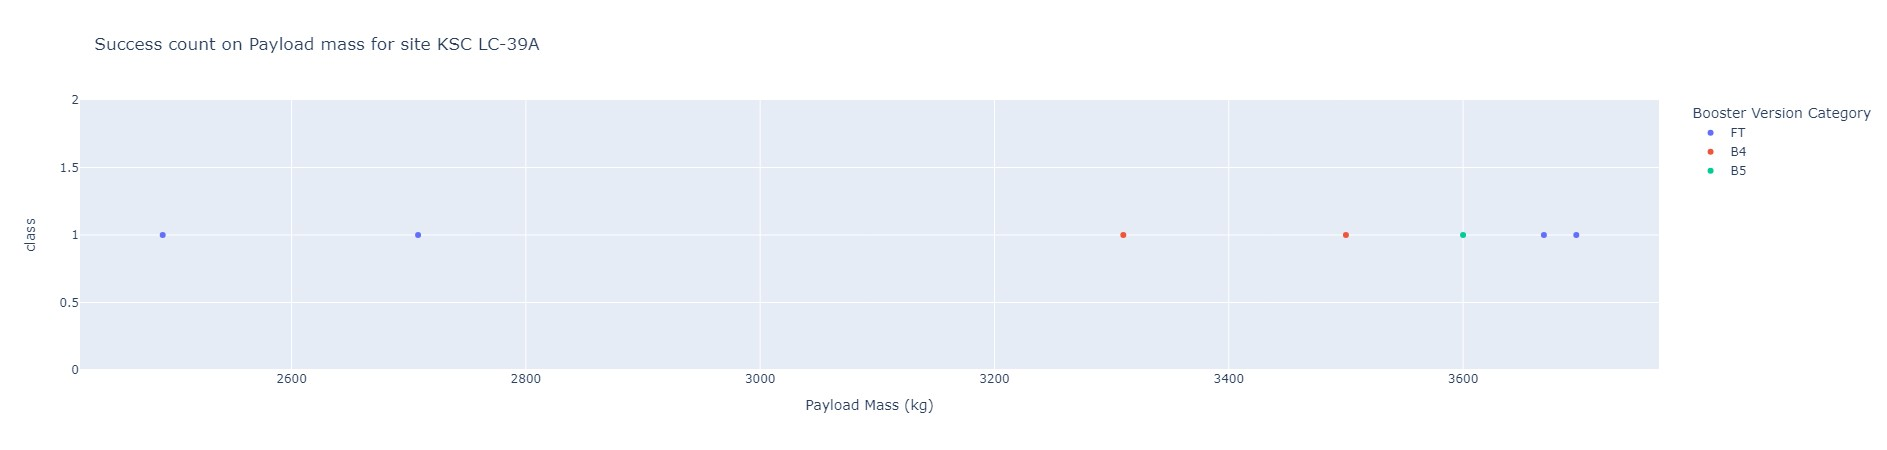 Success count on Payload mass for site KSC LC-39A
2
1.5
1
0.5
0
class
2600 2800 3000 3200 3400 3600
Payload Mass (kg)
Booster Version Category
FT
B4
B5